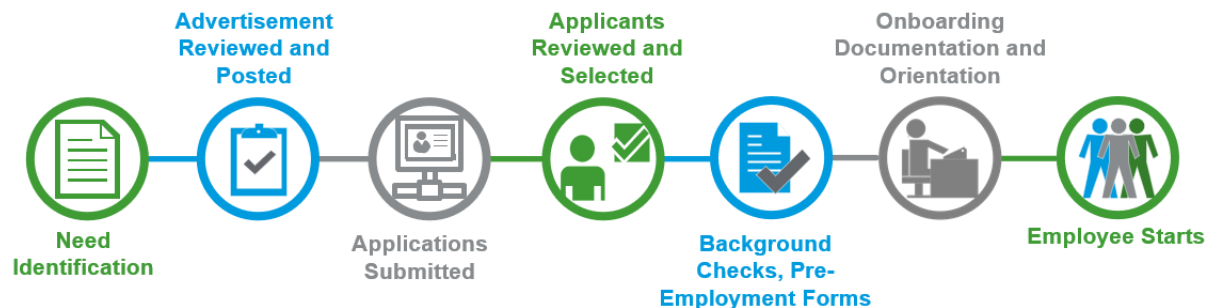 Need
Identification
Advertisement
Reviewed and
Posted
Applications
Submitted
Applicants
Reviewed and
Selected
Background
Checks, Pre-
Employment Forms
Onboarding
Documentation and
Orientation
Employee Starts